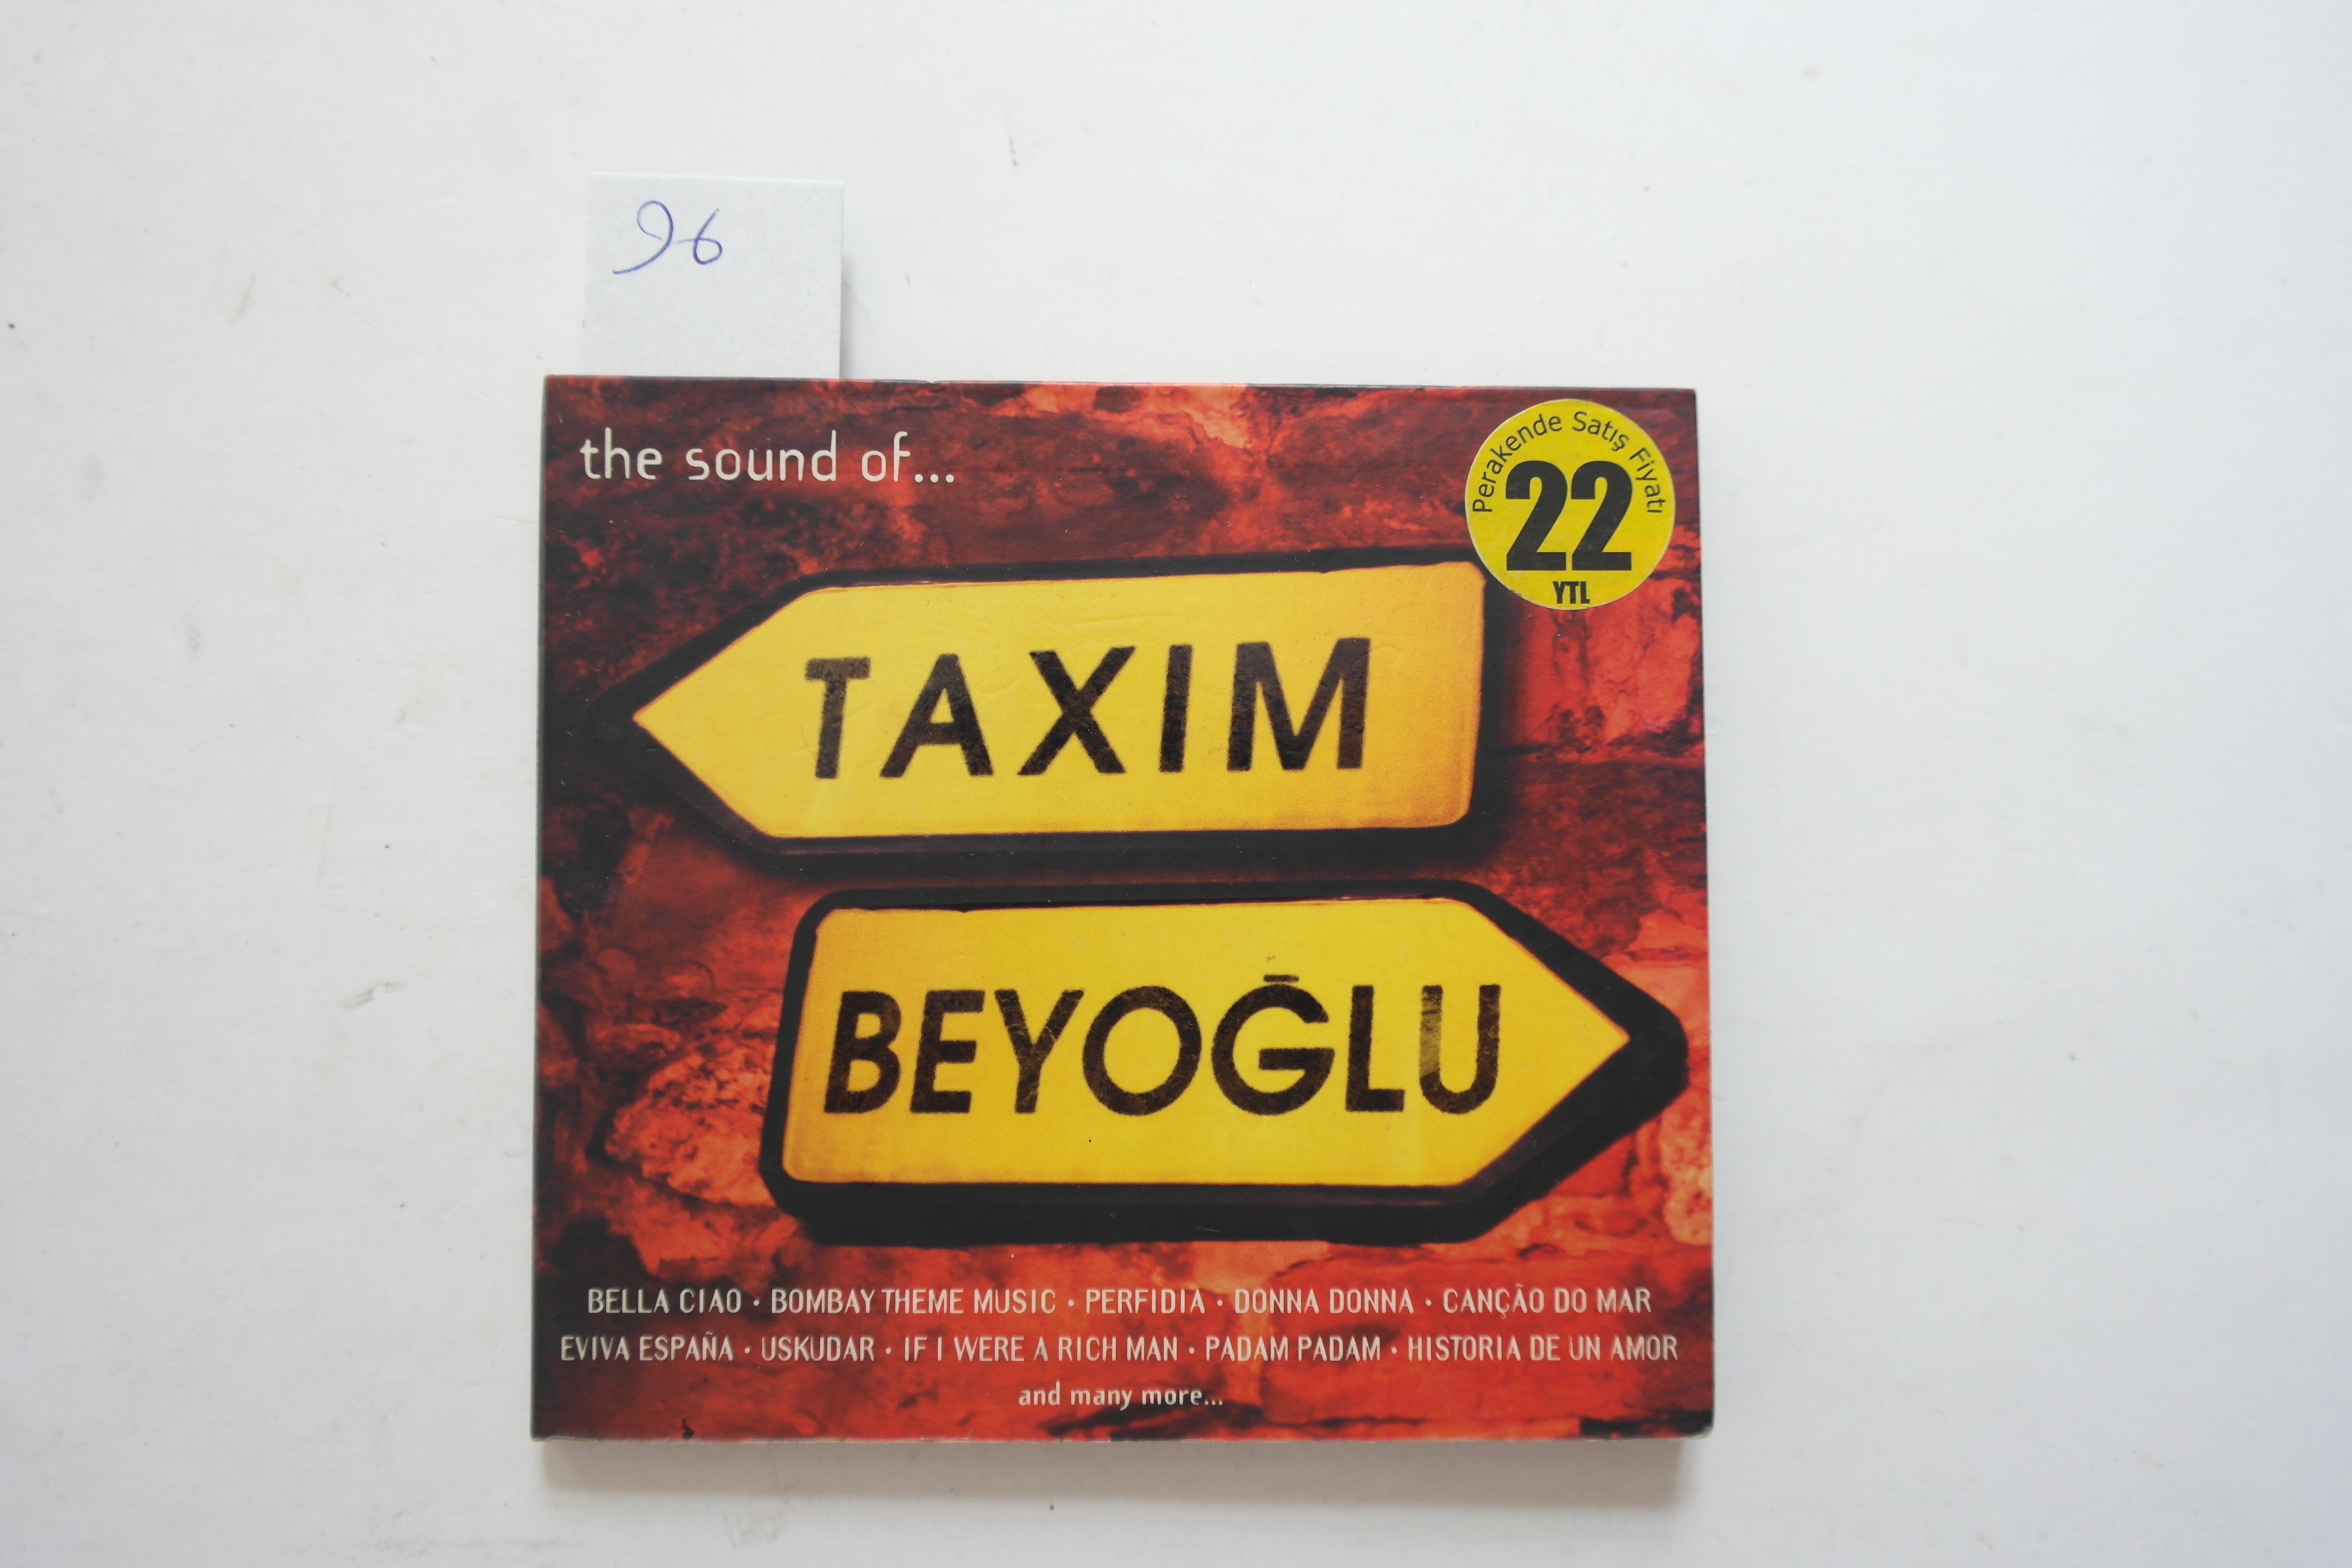 96
the sound of...
Perakende Satış Fiyatı
22
YTL
TAXIM
BEYOĞLU
BELLA CIAO • BOMBAY THEME MUSIC • PERFIDIA • DONNA DONNA • CANÇÃO DO MAR
EVIVA ESPAÑA • USKUDAR • IF I WERE A RICH MAN • PADAM PADAM • HISTORIA DE UN AMOR
and many more...